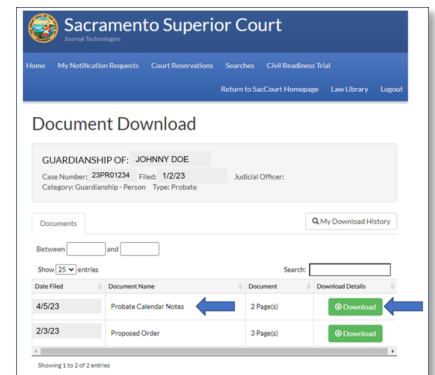 Sacramento Superior Court
Journal Technologies
Home My Notification Requests Court Reservations Searches Civil Readiness Trial
Return to SacCourt Homepage Law Library Logout
Document Download
GUARDIANSHIP OF: JOHNNY DOE
Case Number: 23PR01234 Filed: 1/2/23 Judicial Officer:
Category: Guardianship - Person Type: Probate
Documents My Download History
Between and
Show 25 entries Search:
Date Filed Document Name Document Download Details
4/5/23 Probate Calendar Notes 2 Page(s) Download
2/3/23 Proposed Order 3 Page(s) Download
Showing 1 to 2 of 2 entries